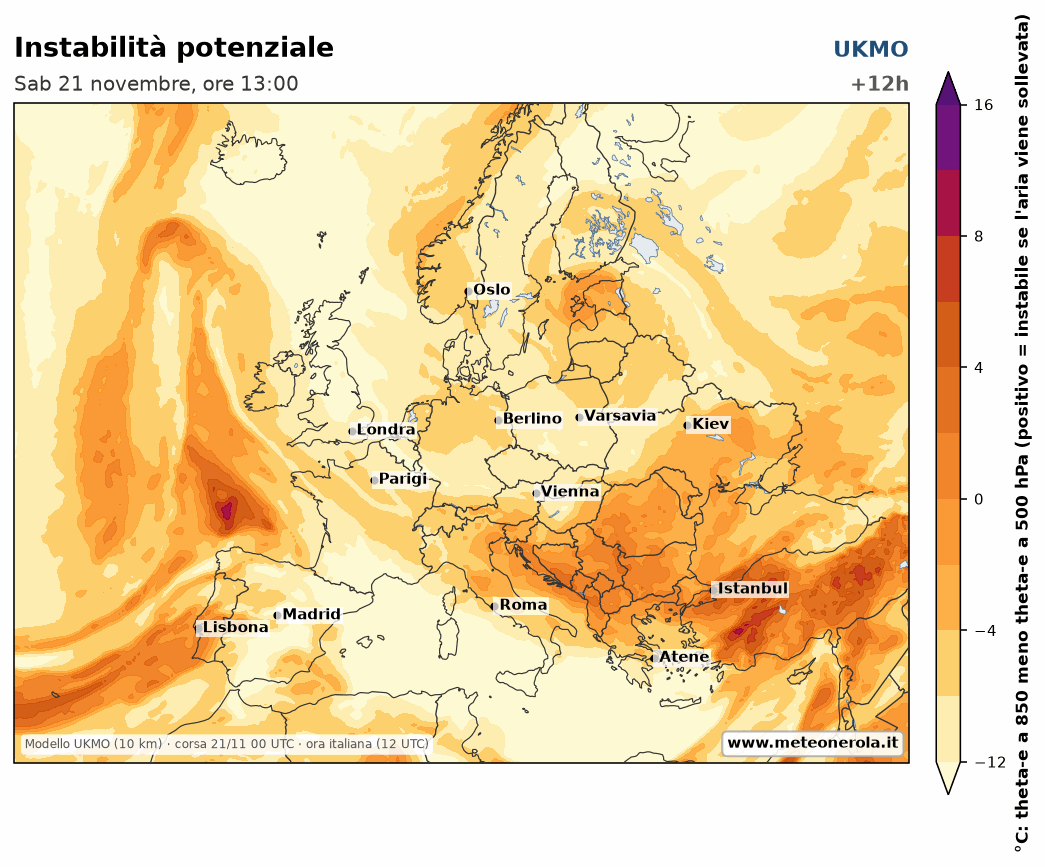 Instabilità potenziale
UKMO
Sab 21 novembre, ore 13:00
+12h
16
8
4
0
−4
−12
°C: theta-e a 850 meno theta-e a 500 hPa (positivo = instabile se l'aria viene sollevata)
Oslo
Berlino
Varsavia
Kiev
Londra
Parigi
Vienna
Istanbul
Roma
Madrid
Lisbona
Atene
Modello UKMO (10 km) · corsa 21/11 00 UTC · ora italiana (12 UTC)
www.meteonerola.it